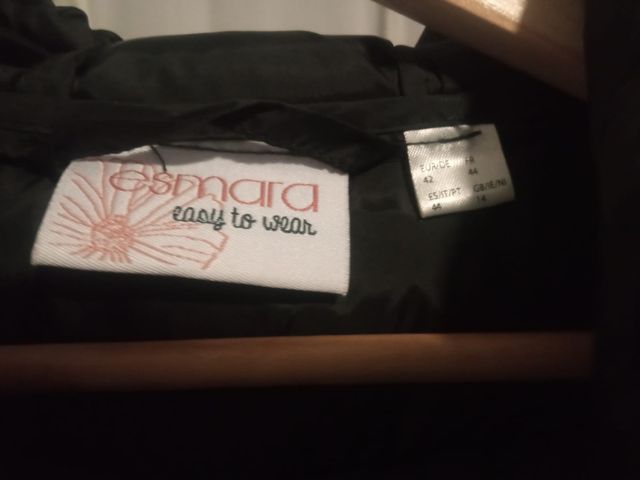 esmara
easy to wear
EUR/DE FR
42 44
ES/IT/PT GB/IE/NI
44 14